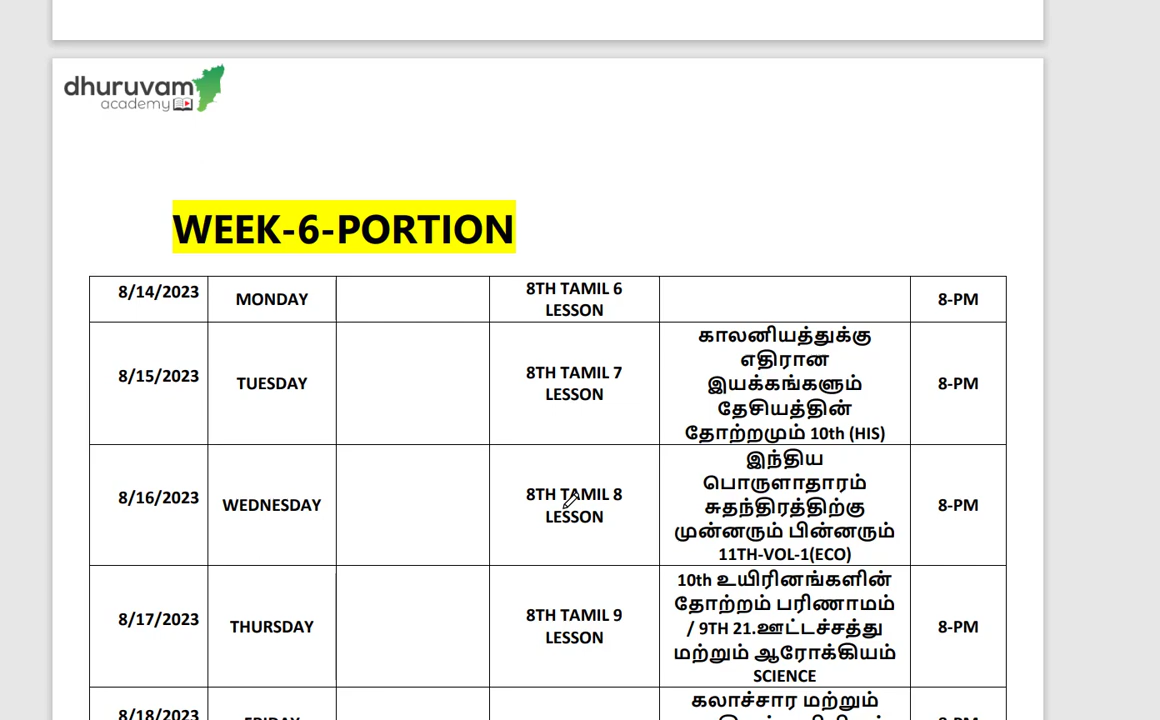 dhuruvam
academy
WEEK-6-PORTION
8/14/2023
MONDAY
8TH TAMIL 6
LESSON
8-PM
8/15/2023
TUESDAY
8TH TAMIL 7
LESSON
காலனியத்துக்கு
எதிரான
இயக்கங்களும்
தேசியத்தின்
தோற்றமும் 10th (HIS)
8-PM
8/16/2023
WEDNESDAY
8TH TAMIL 8
LESSON
இந்திய
பொருளாதாரம்
சுதந்திரத்திற்கு
முன்னரும் பின்னரும்
11TH-VOL-1(ECO)
8-PM
8/17/2023
THURSDAY
8TH TAMIL 9
LESSON
10th உயிரினங்களின்
தோற்றம் பரிணாமம்
/ 9TH 21.ஊட்டச்சத்து
மற்றும் ஆரோக்கியம்
SCIENCE
8-PM
8/18/2023
FRIDAY
கலாச்சார மற்றும்
8-PM